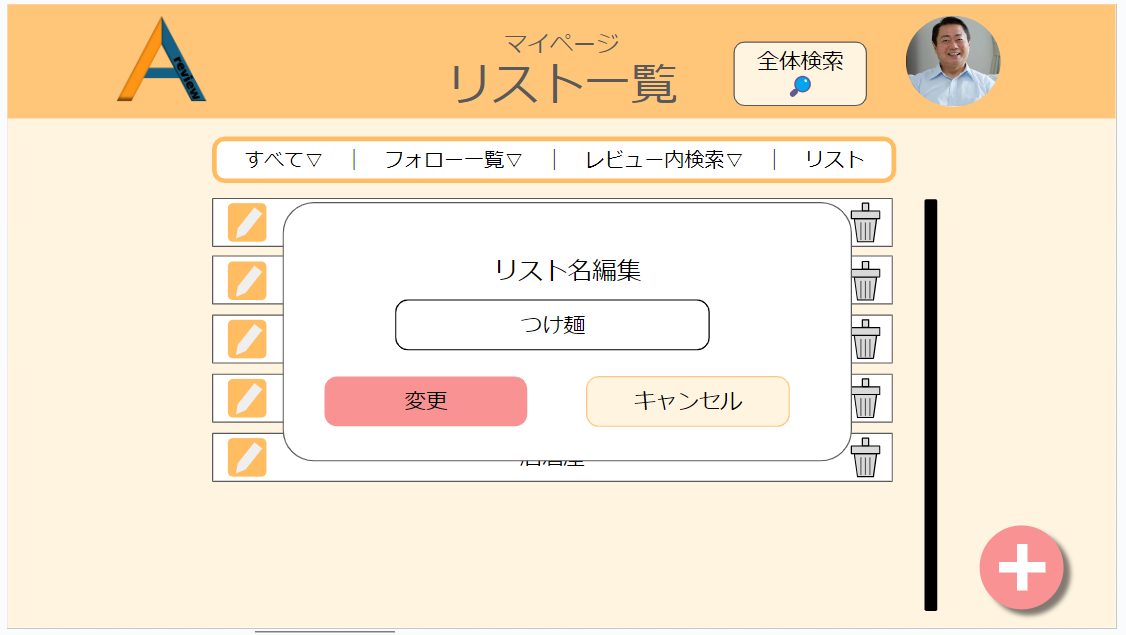 review
マイページ
リスト一覧
全体検索
すべて▽ | フォロー一覧▽ | レビュー内検索▽ | リスト
リスト名編集
つけ麺
変更
キャンセル